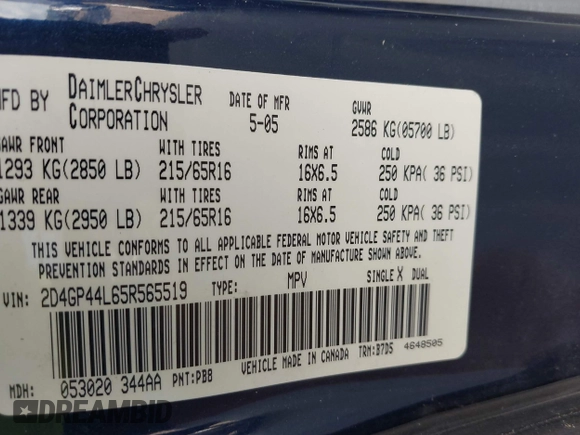 MFD BY DAIMLERCHRYSLER CORPORATION DATE OF MFR 5-05 GVWR 2586 KG(05700 LB)
GAWR FRONT WITH TIRES RIMS AT COLD
1293 KG(2850 LB) 215/65R16 16X6.5 250 KPA( 36 PSI)
GAWR REAR WITH TIRES RIMS AT COLD
1339 KG(2950 LB) 215/65R16 16X6.5 250 KPA( 36 PSI)
THIS VEHICLE CONFORMS TO ALL APPLICABLE FEDERAL MOTOR VEHICLE SAFETY AND THEFT
PREVENTION STANDARDS IN EFFECT ON THE DATE OF MANUFACTURE SHOWN ABOVE.
VIN: 2D4GP44L65R565519 TYPE: MPV SINGLE X DUAL
VEHICLE MADE IN CANADA TRM:B7D5 4648505
MDH: 053020 344AA PNT:PB8
DREAMBID